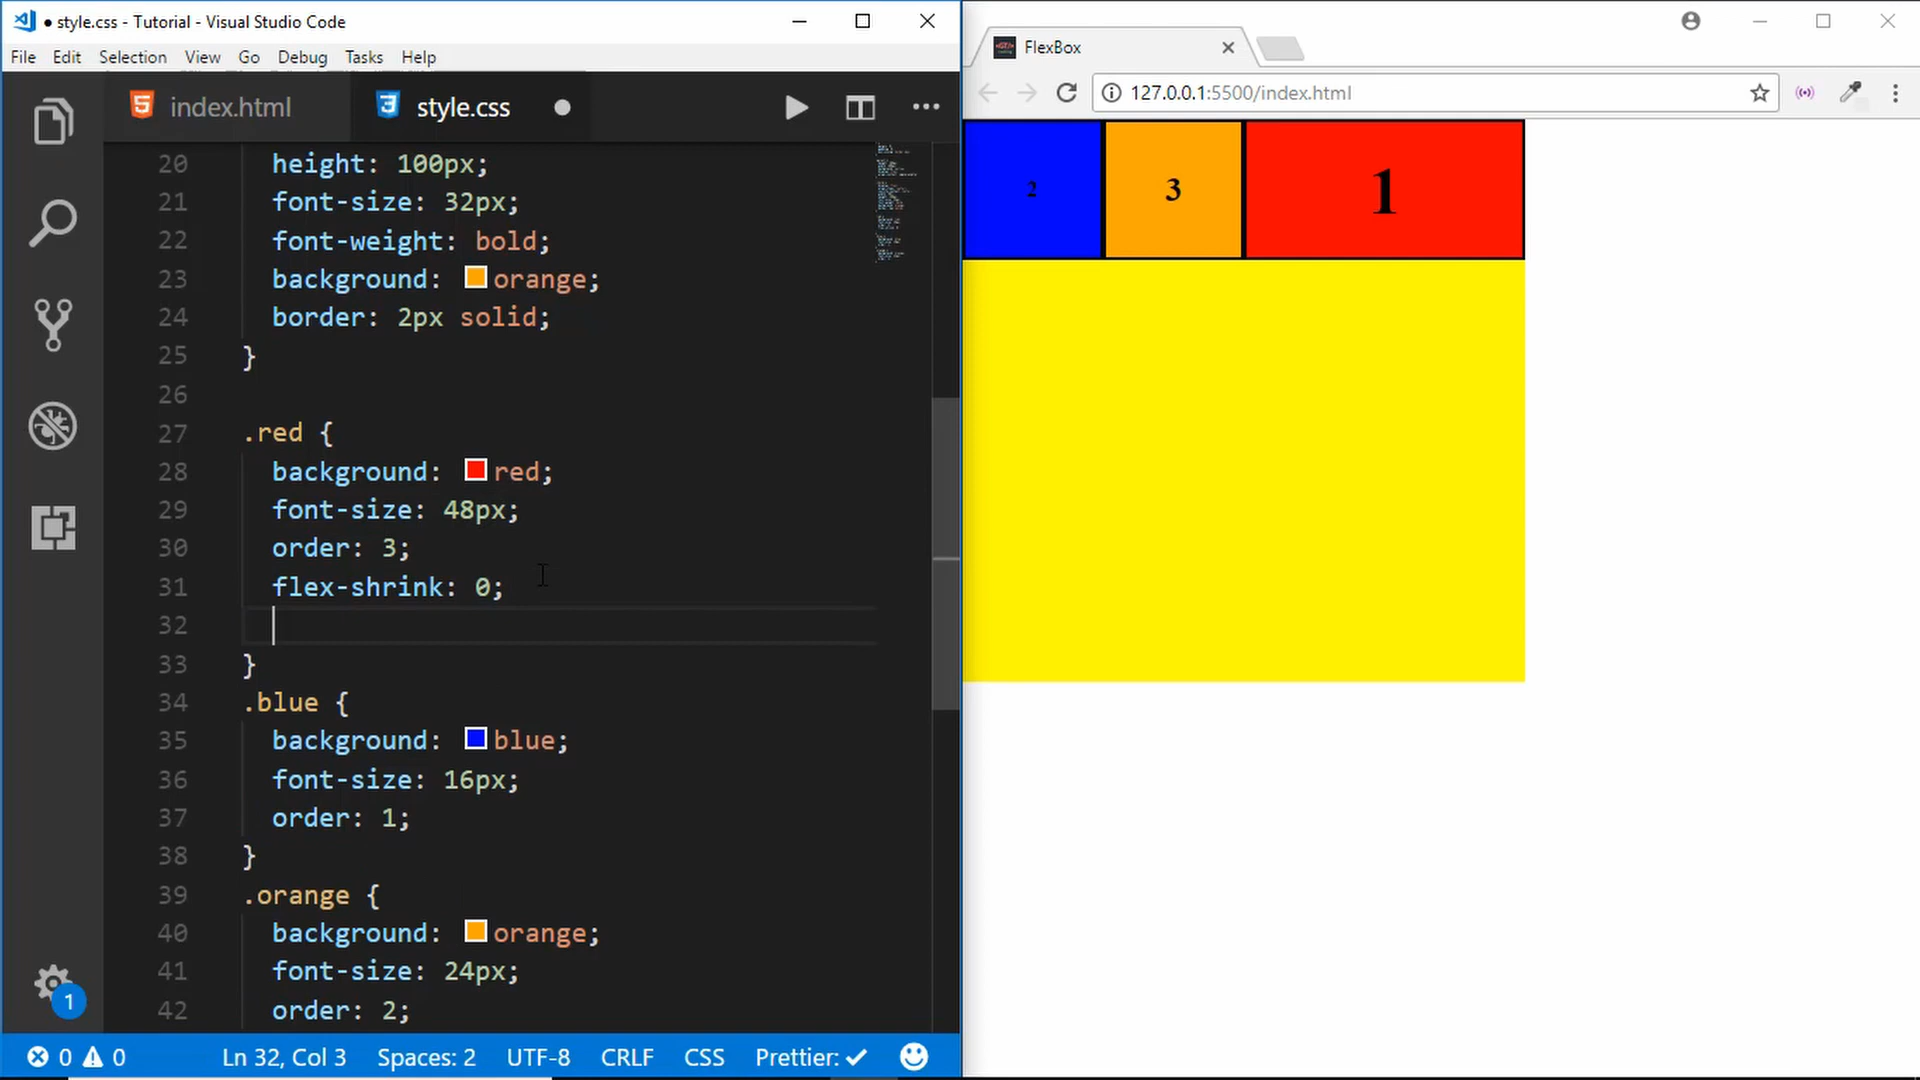 style.css - Tutorial - Visual Studio Code
File Edit Selection View Go Debug Tasks Help
index.html style.css
20 height: 100px;
21 font-size: 32px;
22 font-weight: bold;
23 background: orange;
24 border: 2px solid;
25 }
26
27 .red {
28 background: red;
29 font-size: 48px;
30 order: 3;
31 flex-shrink: 0;
32
33 }
34 .blue {
35 background: blue;
36 font-size: 16px;
37 order: 1;
38 }
39 .orange {
40 background: orange;
41 font-size: 24px;
42 order: 2;
1
0 0 Ln 32, Col 3 Spaces: 2 UTF-8 CRLF CSS Prettier: ✓
FlexBox
127.0.0.1:5500/index.html
2 3 1